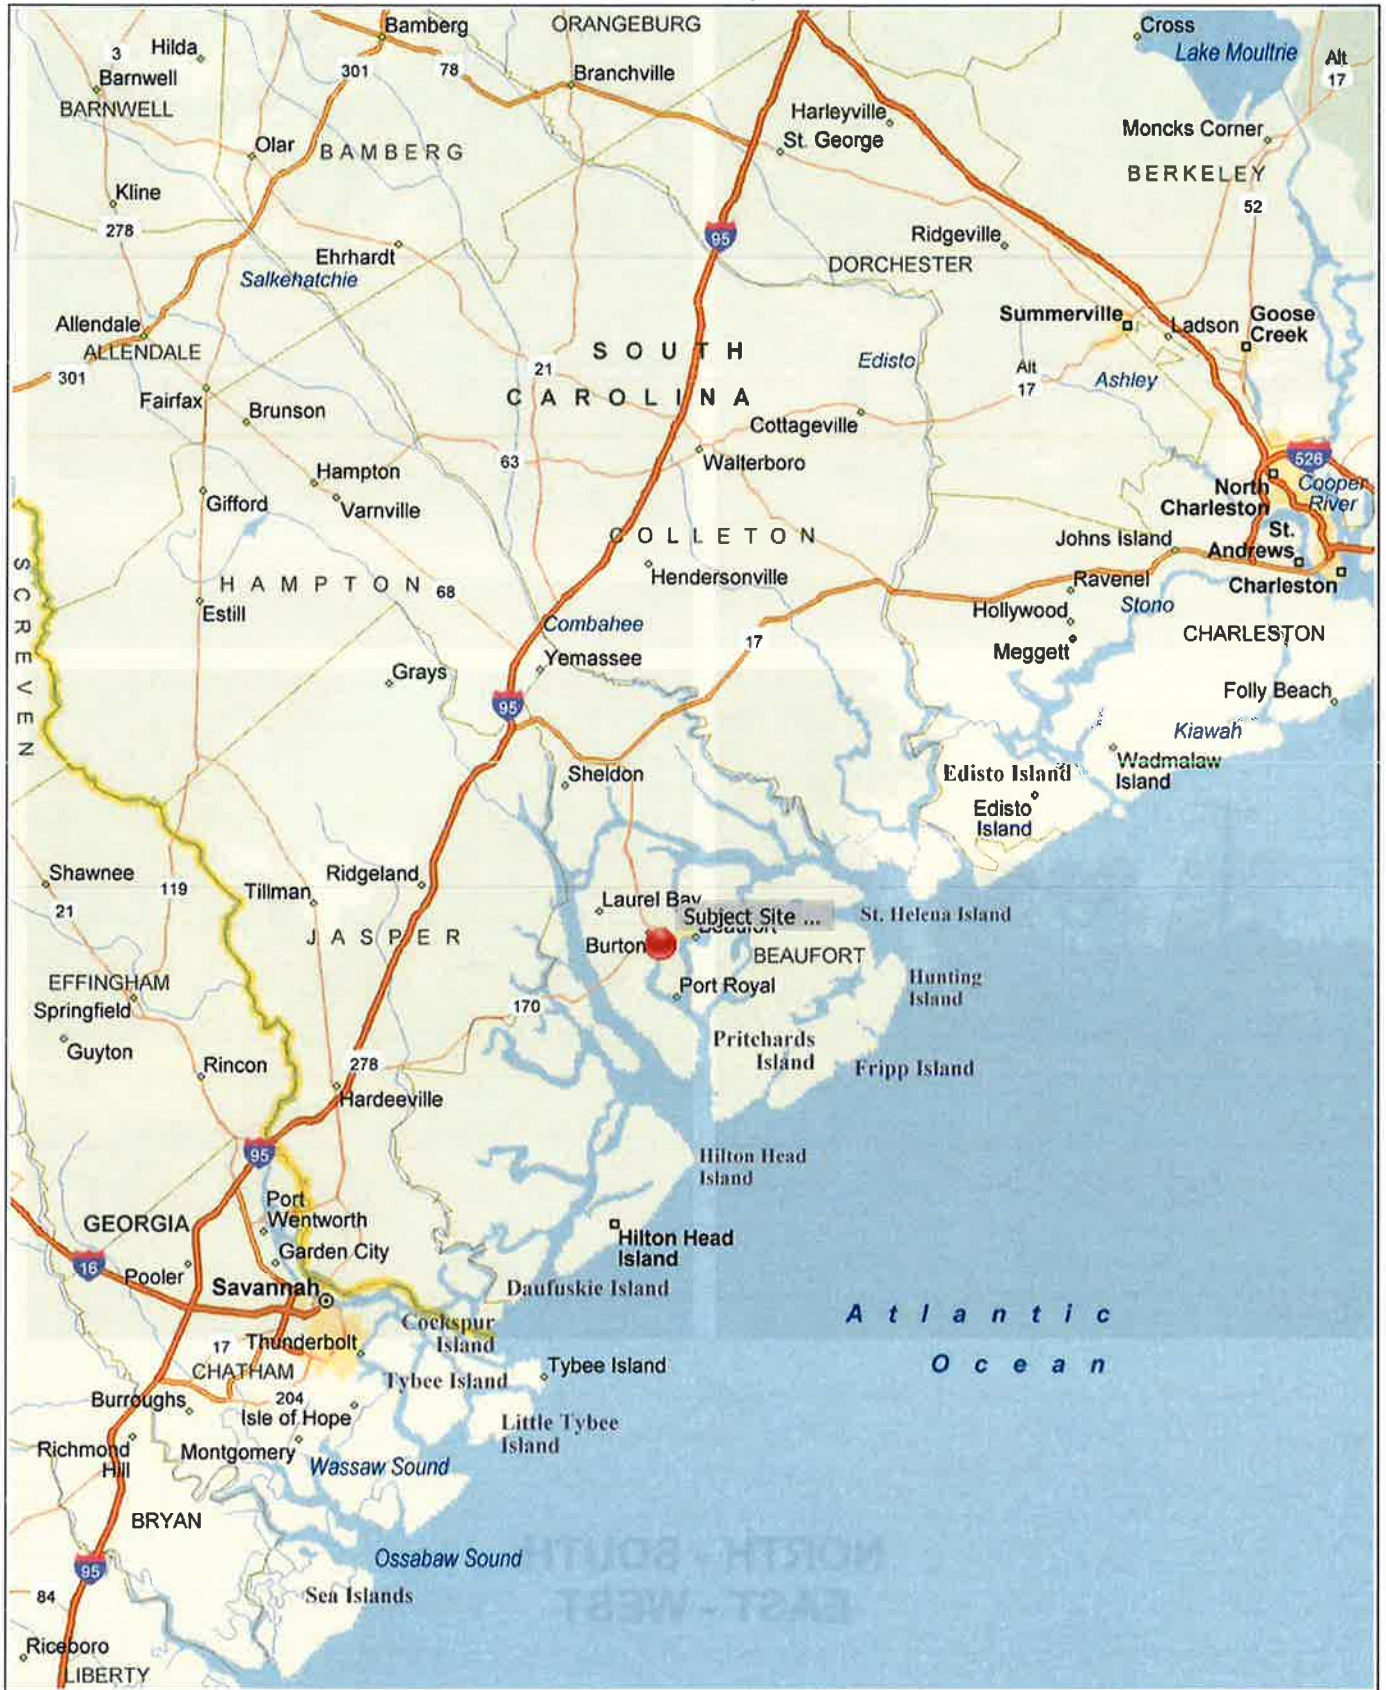 Bamberg
ORANGEBURG
Cross
3
Hilda
Lake Moultrie
Alt
17
301
78
Branchville
Barnwell
BARNWELL
Harleyville
Moncks Corner
St. George
Olar
BAMBERG
BERKELEY
Kline
52
278
95
Ridgeville
Ehrhardt
DORCHESTER
Salkehatchie
Summerville
Ladson
Goose
Creek
Allendale
ALLENDALE
SOUTH
Edisto
21
Alt
17
Ashley
301
CAROLINA
Fairfax
Brunson
Cottageville
63
Walterboro
526
Hampton
North
Charleston
Cooper
River
Gifford
Varnville
St.
Andrews
COLLETON
Johns Island
SCREVEN
Hendersonville
Ravenel
Charleston
HAMPTON
68
Estill
Hollywood
Stono
Combahee
17
CHARLESTON
Meggett
Yemassee
Grays
Folly Beach
95
Kiawah
Sheldon
Edisto Island
Wadmalaw
Island
Edisto
Island
Shawnee
119
Tillman
Ridgeland
Laurel Bay
21
Subject Site ...
St. Helena Island
JASPER
Beaufort
Burton
BEAUFORT
EFFINGHAM
Port Royal
Hunting
Island
Springfield
170
Guyton
Pritchards
Island
Rincon
278
Fripp Island
Hardeeville
95
Hilton Head
Island
Port
Wentworth
GEORGIA
Hilton Head
Island
Garden City
16
Pooler
Savannah
Daufuskie Island
Atlantic
Ocean
Cockspur
Island
17
Thunderbolt
CHATHAM
Tybee Island
Tybee Island
Burroughs
204
Isle of Hope
Little Tybee
Island
Richmond
Hill
Montgomery
Wassaw Sound
BRYAN
NORTH - SOUTH
EAST - WEST
95
Ossabaw Sound
84
Sea Islands
Riceboro
LIBERTY